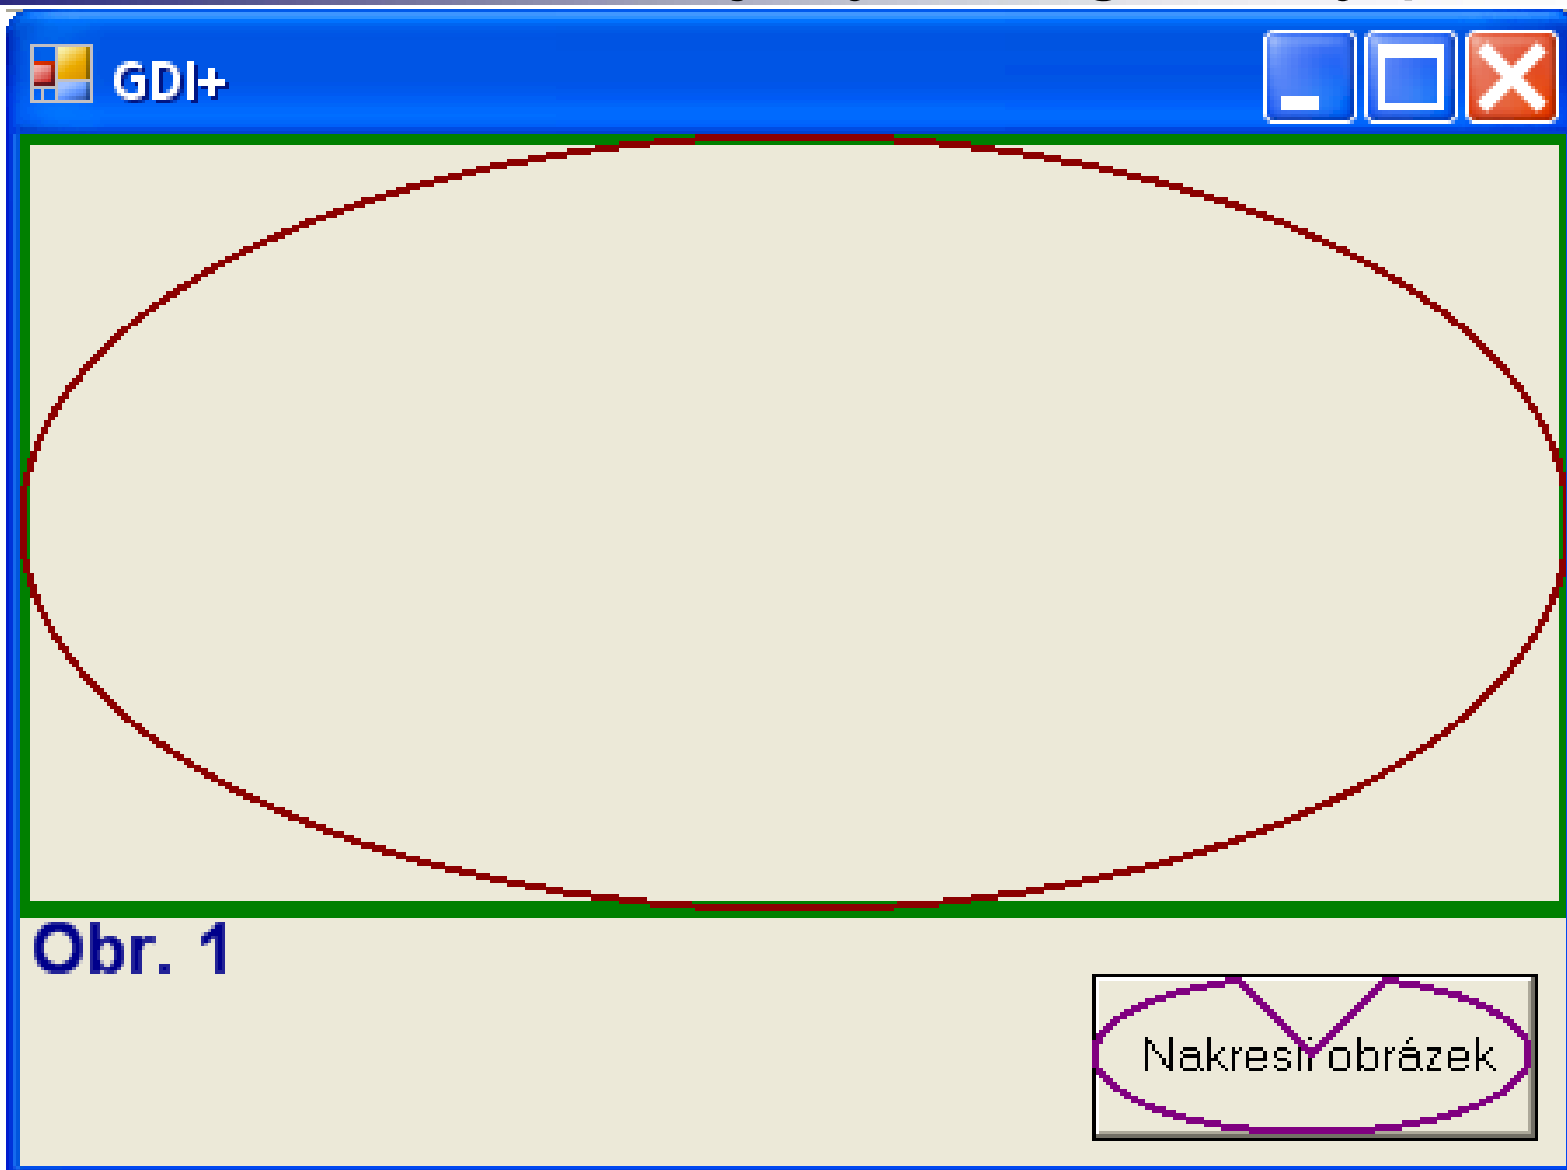 GDI+
Obr. 1
Nakresli obrázek